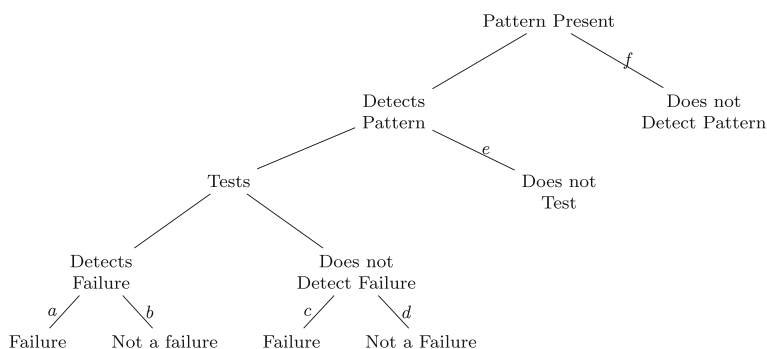 Pattern Present
f
Detects
Pattern
Does not
Detect Pattern
e
Tests
Does not
Test
Detects
Failure
Does not
Detect Failure
a
b
c
d
Failure
Not a failure
Failure
Not a Failure